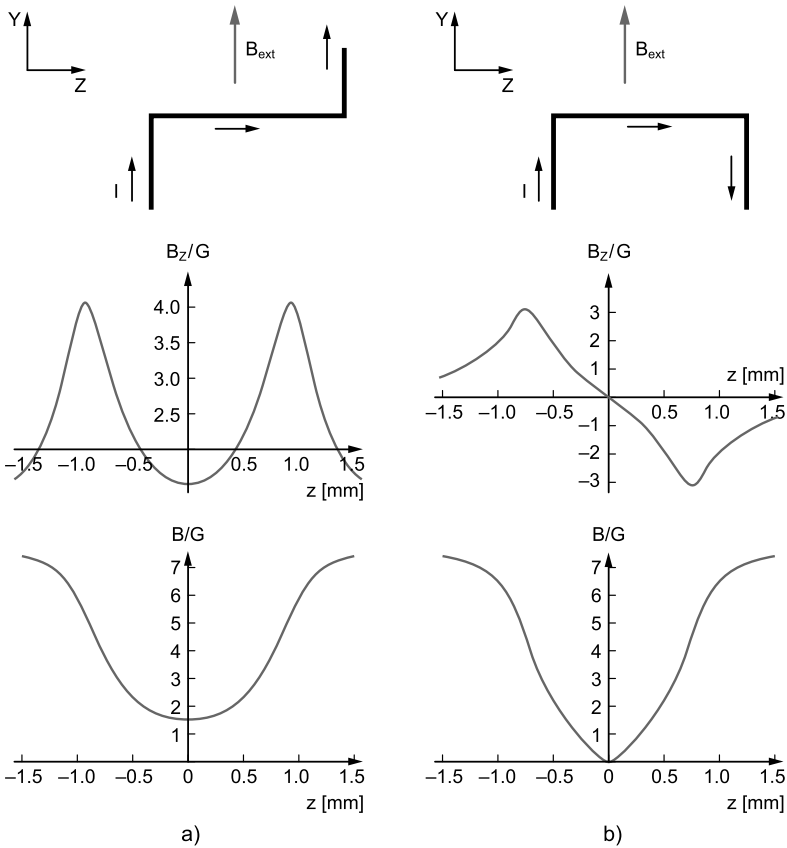 Y
Z
B_ext
I
Y
Z
B_ext
I
B_Z/G
4.0
3.5
3.0
2.5
–1.5 –1.0 –0.5 0.5 1.0 1.5
z [mm]
B_Z/G
3
2
1
z [mm]
–1.5 –1.0 –0.5 0.5 1.0 1.5
–1
–2
–3
B/G
7
6
5
4
3
2
1
–1.5 –1.0 –0.5 0 0.5 1.0 1.5
z [mm]
B/G
7
6
5
4
3
2
1
–1.5 –1.0 –0.5 0 0.5 1.0 1.5
z [mm]
a)
b)